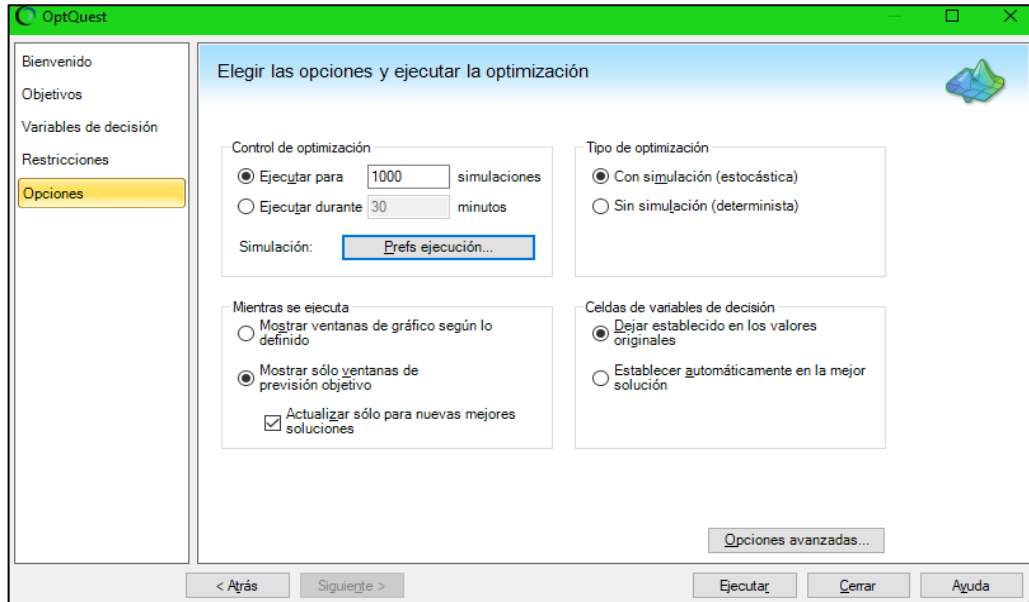 OptQuest
Bienvenido
Objetivos
Variables de decisión
Restricciones
Opciones
Elegir las opciones y ejecutar la optimización
Control de optimización
Ejecutar para 1000 simulaciones
Ejecutar durante 30 minutos
Simulación: Prefs ejecución...
Tipo de optimización
Con simulación (estocástica)
Sin simulación (determinista)
Mientras se ejecuta
Mostrar ventanas de gráfico según lo
definido
Mostrar sólo ventanas de
previsión objetivo
Actualizar sólo para nuevas mejores
soluciones
Celdas de variables de decisión
Dejar establecido en los valores
originales
Establecer automáticamente en la mejor
solución
Opciones avanzadas...
< Atrás
Siguiente >
Ejecutar
Cerrar
Ayuda